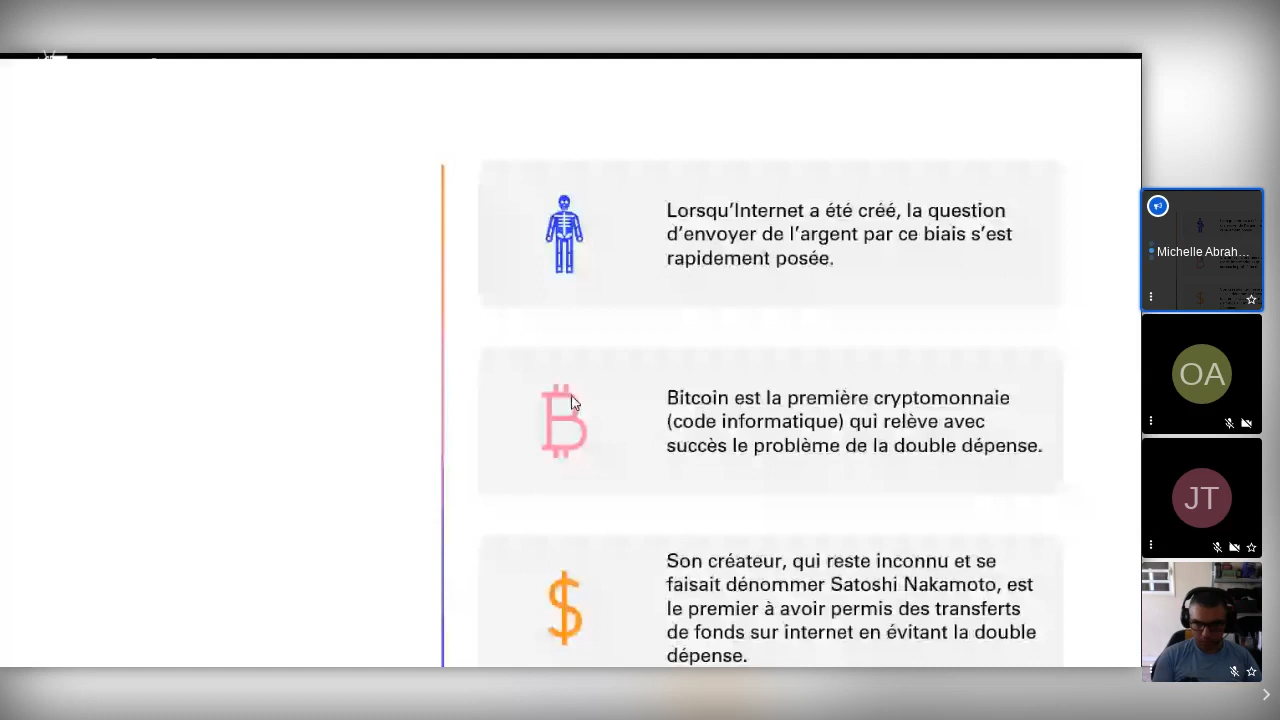 Lorsqu’Internet a été créé, la question
d’envoyer de l’argent par ce biais s’est
rapidement posée.
Bitcoin est la première cryptomonnaie
(code informatique) qui relève avec
succès le problème de la double dépense.
Son créateur, qui reste inconnu et se
faisait dénommer Satoshi Nakamoto, est
le premier à avoir permis des transferts
de fonds sur internet en évitant la double
dépense.
Michelle Abrah...
OA
JT